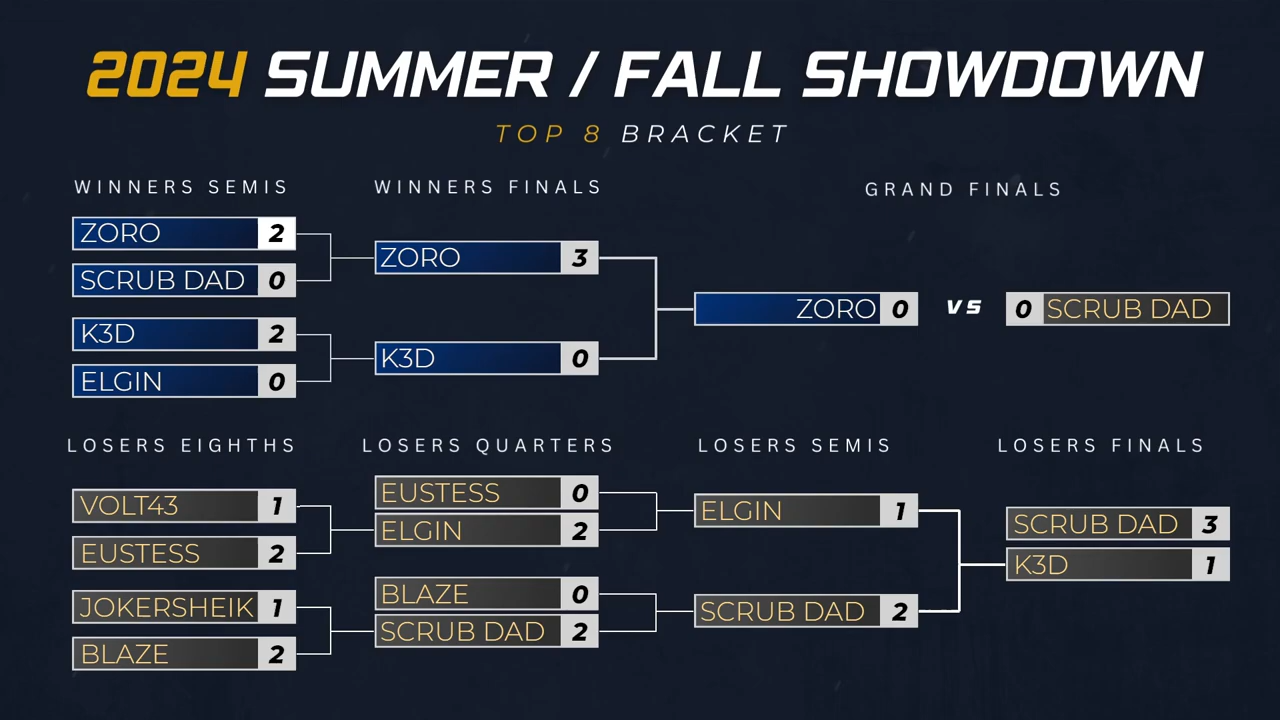 2024 SUMMER / FALL SHOWDOWN
TOP 8 BRACKET
WINNERS SEMIS
ZORO 2
SCRUB DAD 0
K3D 2
ELGIN 0
WINNERS FINALS
ZORO 3
K3D 0
GRAND FINALS
ZORO 0 VS 0 SCRUB DAD
LOSERS EIGHTHS
VOLT43 1
EUSTESS 2
JOKERSHEIK 1
BLAZE 2
LOSERS QUARTERS
EUSTESS 0
ELGIN 2
BLAZE 0
SCRUB DAD 2
LOSERS SEMIS
ELGIN 1
SCRUB DAD 2
LOSERS FINALS
SCRUB DAD 3
K3D 1